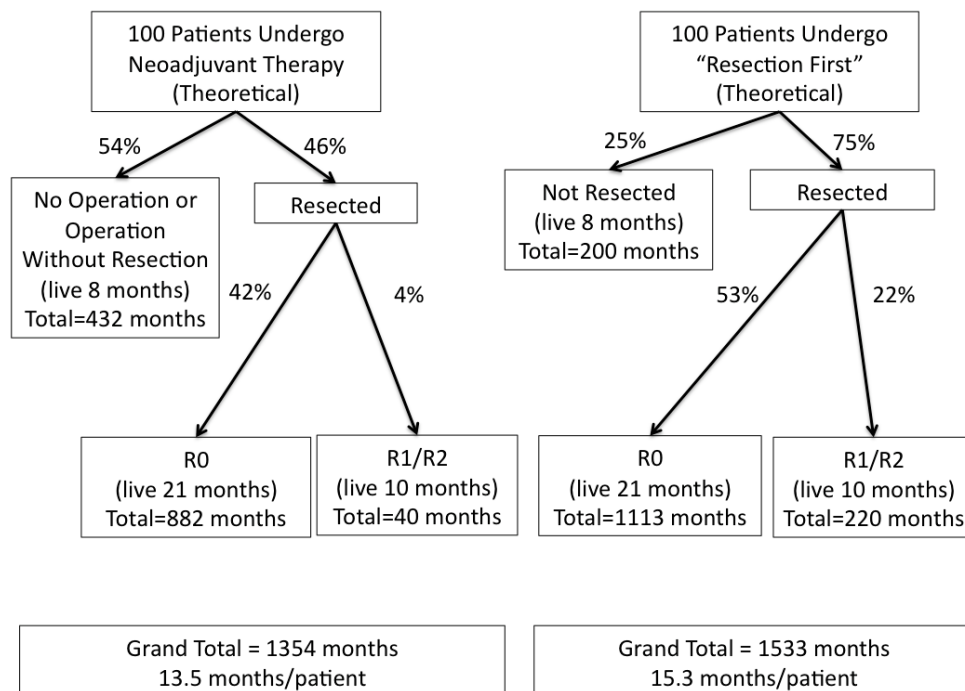 100 Patients Undergo
Neoadjuvant Therapy
(Theoretical)
54%
46%
No Operation or
Operation
Without Resection
(live 8 months)
Total=432 months
Resected
42%
4%
R0
(live 21 months)
Total=882 months
R1/R2
(live 10 months)
Total=40 months
Grand Total = 1354 months
13.5 months/patient
100 Patients Undergo
“Resection First”
(Theoretical)
25%
75%
Not Resected
(live 8 months)
Total=200 months
Resected
53%
22%
R0
(live 21 months)
Total=1113 months
R1/R2
(live 10 months)
Total=220 months
Grand Total = 1533 months
15.3 months/patient